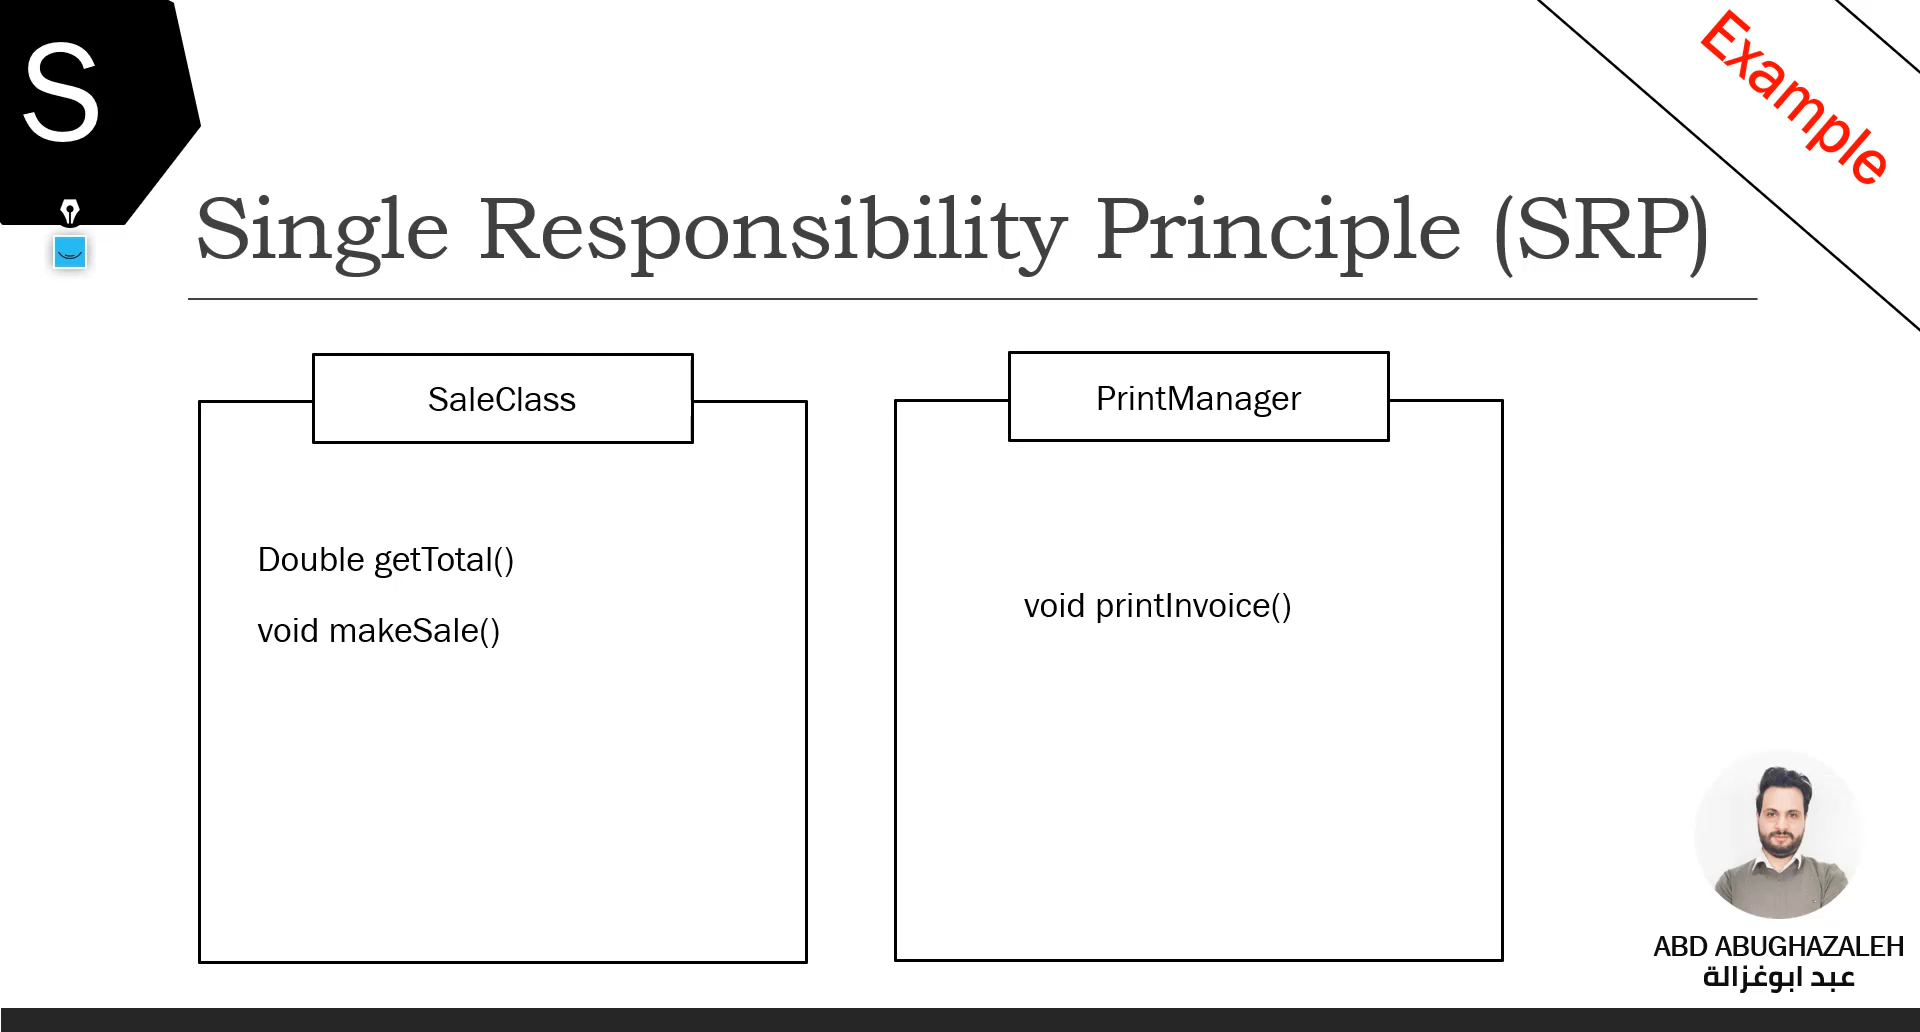 S
Example
Single Responsibility Principle (SRP)
SaleClass
Double getTotal()
void makeSale()
PrintManager
void printInvoice()
ABD ABUGHAZALEH
عبد ابوغزالة